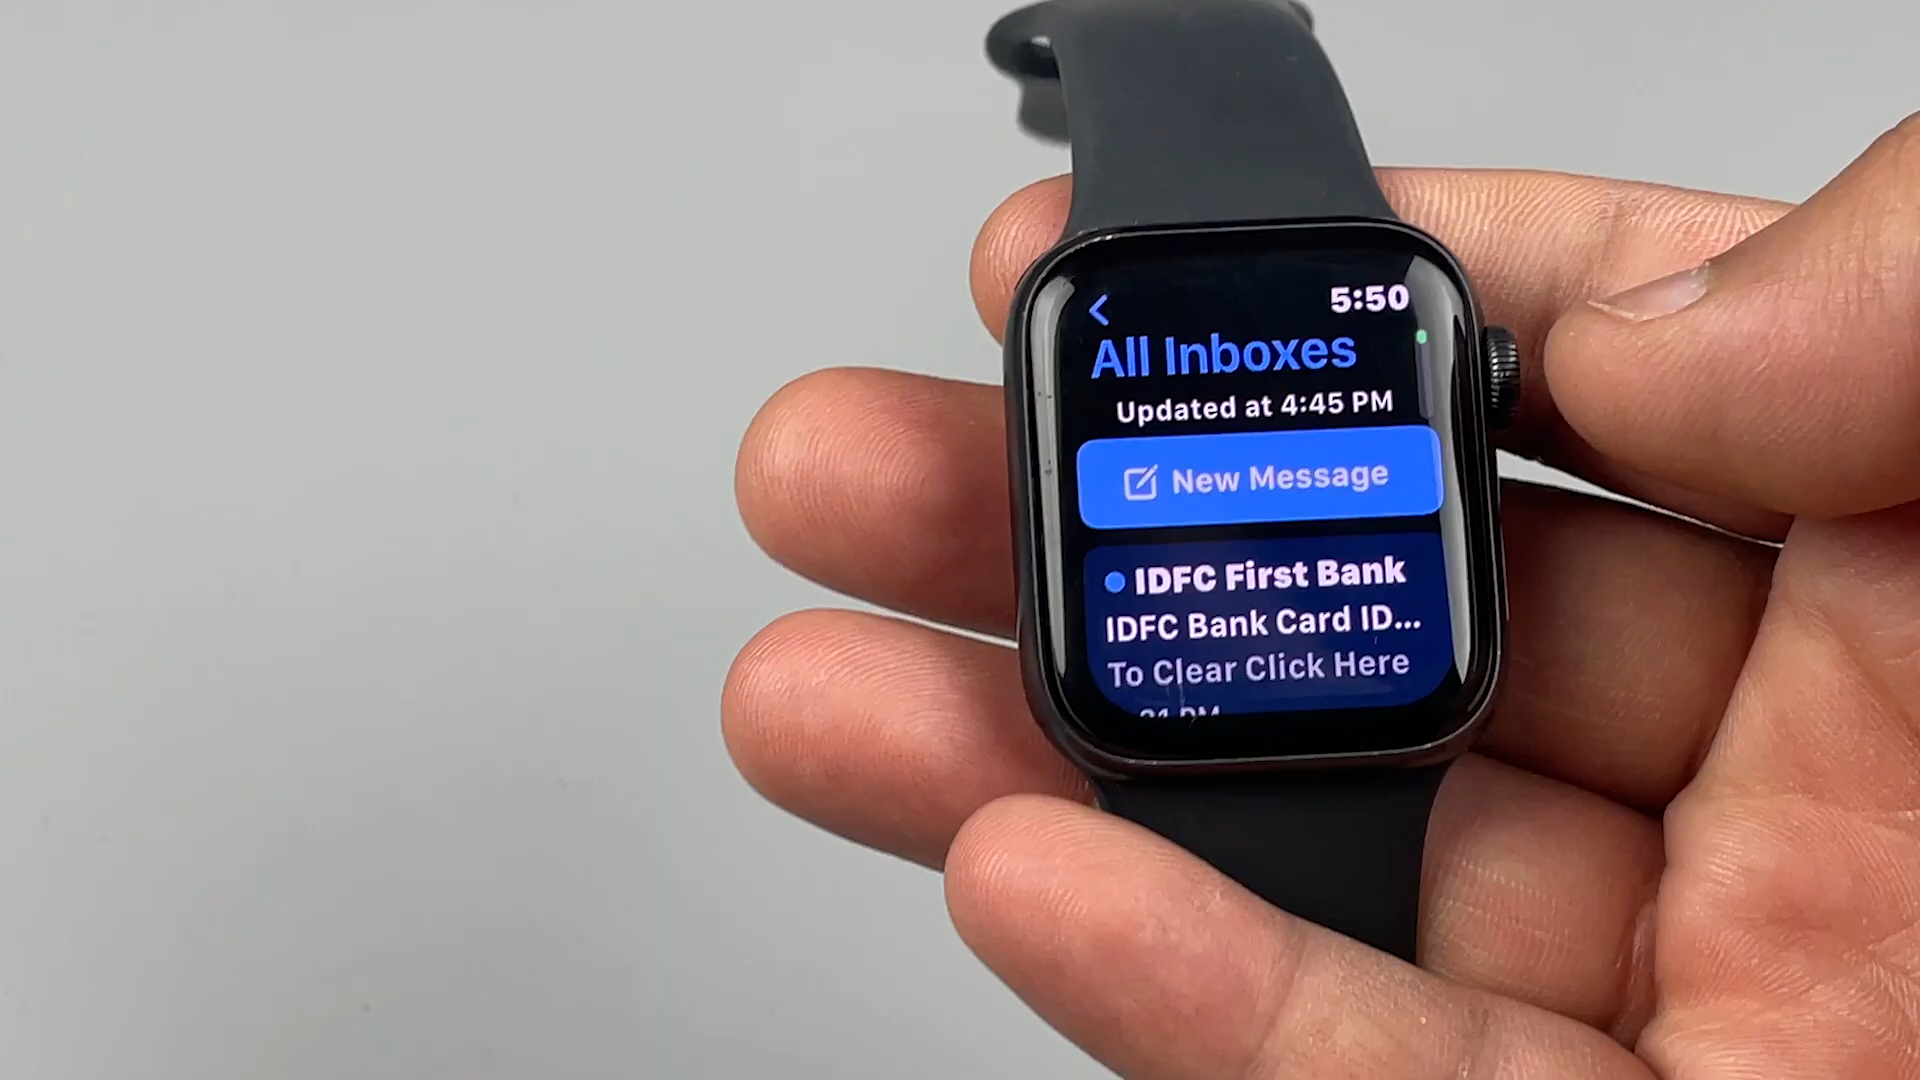 5:50
All Inboxes
Updated at 4:45 PM
New Message
IDFC First Bank
IDFC Bank Card ID...
To Clear Click Here
PM